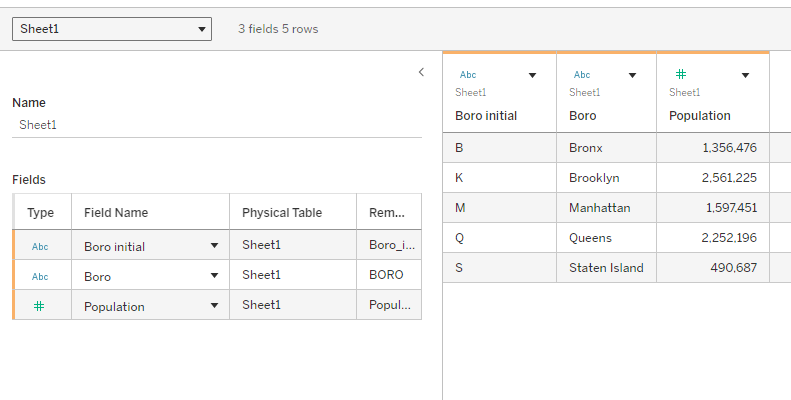 Sheet1 3 fields 5 rows
Name
Sheet1
Fields
Type Field Name Physical Table Rem...
Abc Boro initial Sheet1 Boro_i...
Abc Boro Sheet1 BORO
# Population Sheet1 Popul...
Abc Abc #
Sheet1 Sheet1 Sheet1
Boro initial Boro Population
B Bronx 1,356,476
K Brooklyn 2,561,225
M Manhattan 1,597,451
Q Queens 2,252,196
S Staten Island 490,687